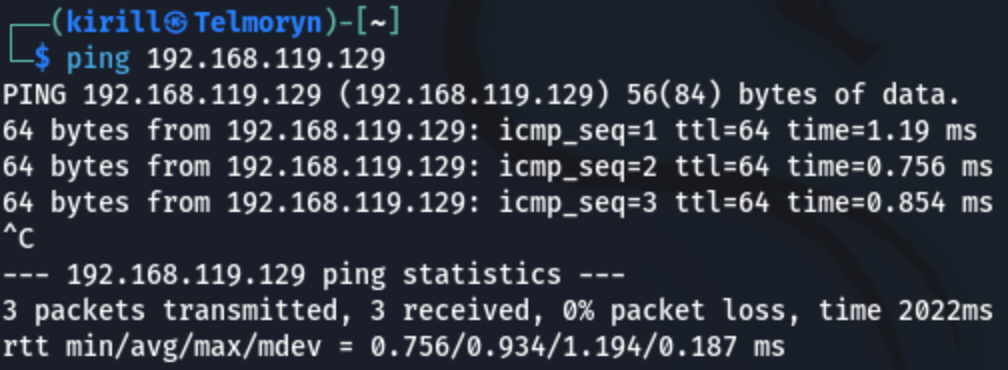 ┌──(kirill㉿Telmoryn)-[~]
└─$ ping 192.168.119.129
PING 192.168.119.129 (192.168.119.129) 56(84) bytes of data.
64 bytes from 192.168.119.129: icmp_seq=1 ttl=64 time=1.19 ms
64 bytes from 192.168.119.129: icmp_seq=2 ttl=64 time=0.756 ms
64 bytes from 192.168.119.129: icmp_seq=3 ttl=64 time=0.854 ms
^C
--- 192.168.119.129 ping statistics ---
3 packets transmitted, 3 received, 0% packet loss, time 2022ms
rtt min/avg/max/mdev = 0.756/0.934/1.194/0.187 ms